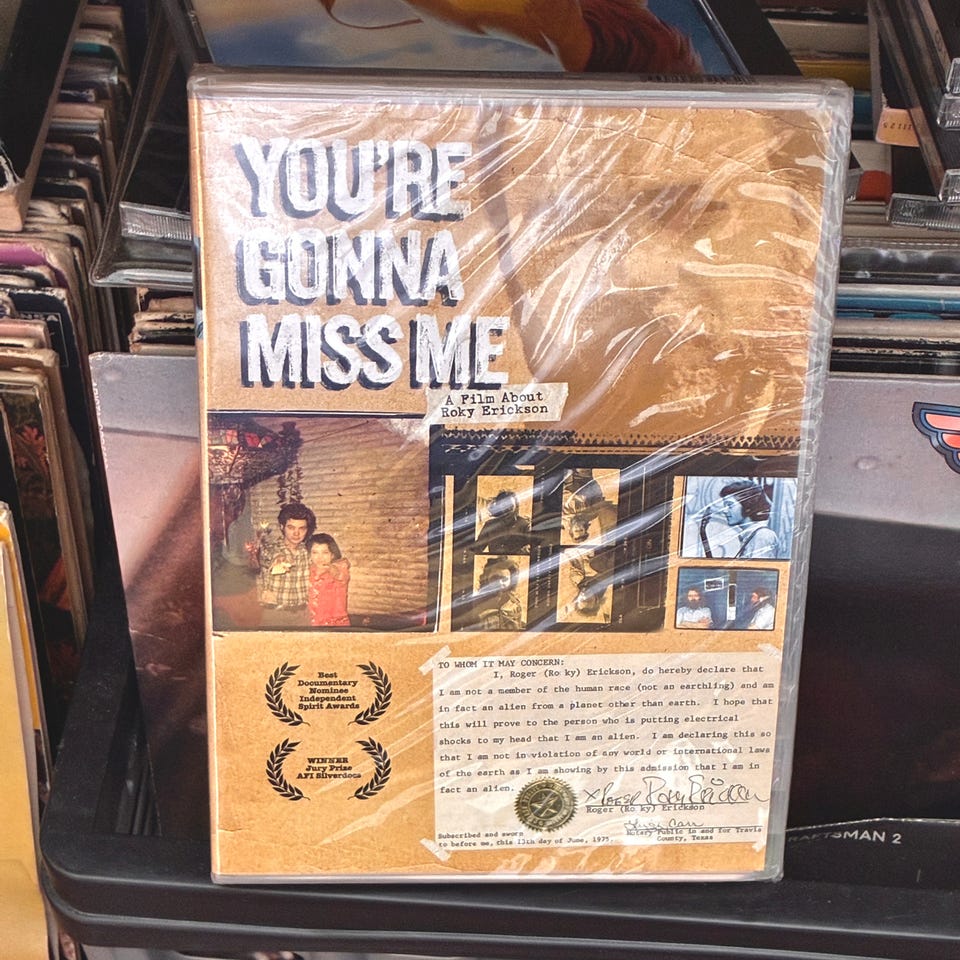 YOU'RE
GONNA
MISS ME
A Film About
Roky Erickson
Best
Documentary
Nominee
Independent
Spirit Awards
WINNER
Jury Prize
AFI Silverdocs
TO WHOM IT MAY CONCERN:
I, Roger (Ro ky) Erickson, do hereby declare that
I am not a member of the human race (not an earthling) and am
in fact an alien from a planet other than earth. I hope that
this will prove to the person who is putting electrical
shocks to my head that I am an alien. I am declaring this so
that I am not in violation of any world or international laws
of the earth as I am showing by this admission that I am in
fact an alien.
Roger Roky Erickson
Roger (Ro ky) Erickson
Notary Public in and for Travis
County, Texas
Subscribed and sworn
to before me, this 13th day of June, 1975.
AFTSMAN 2